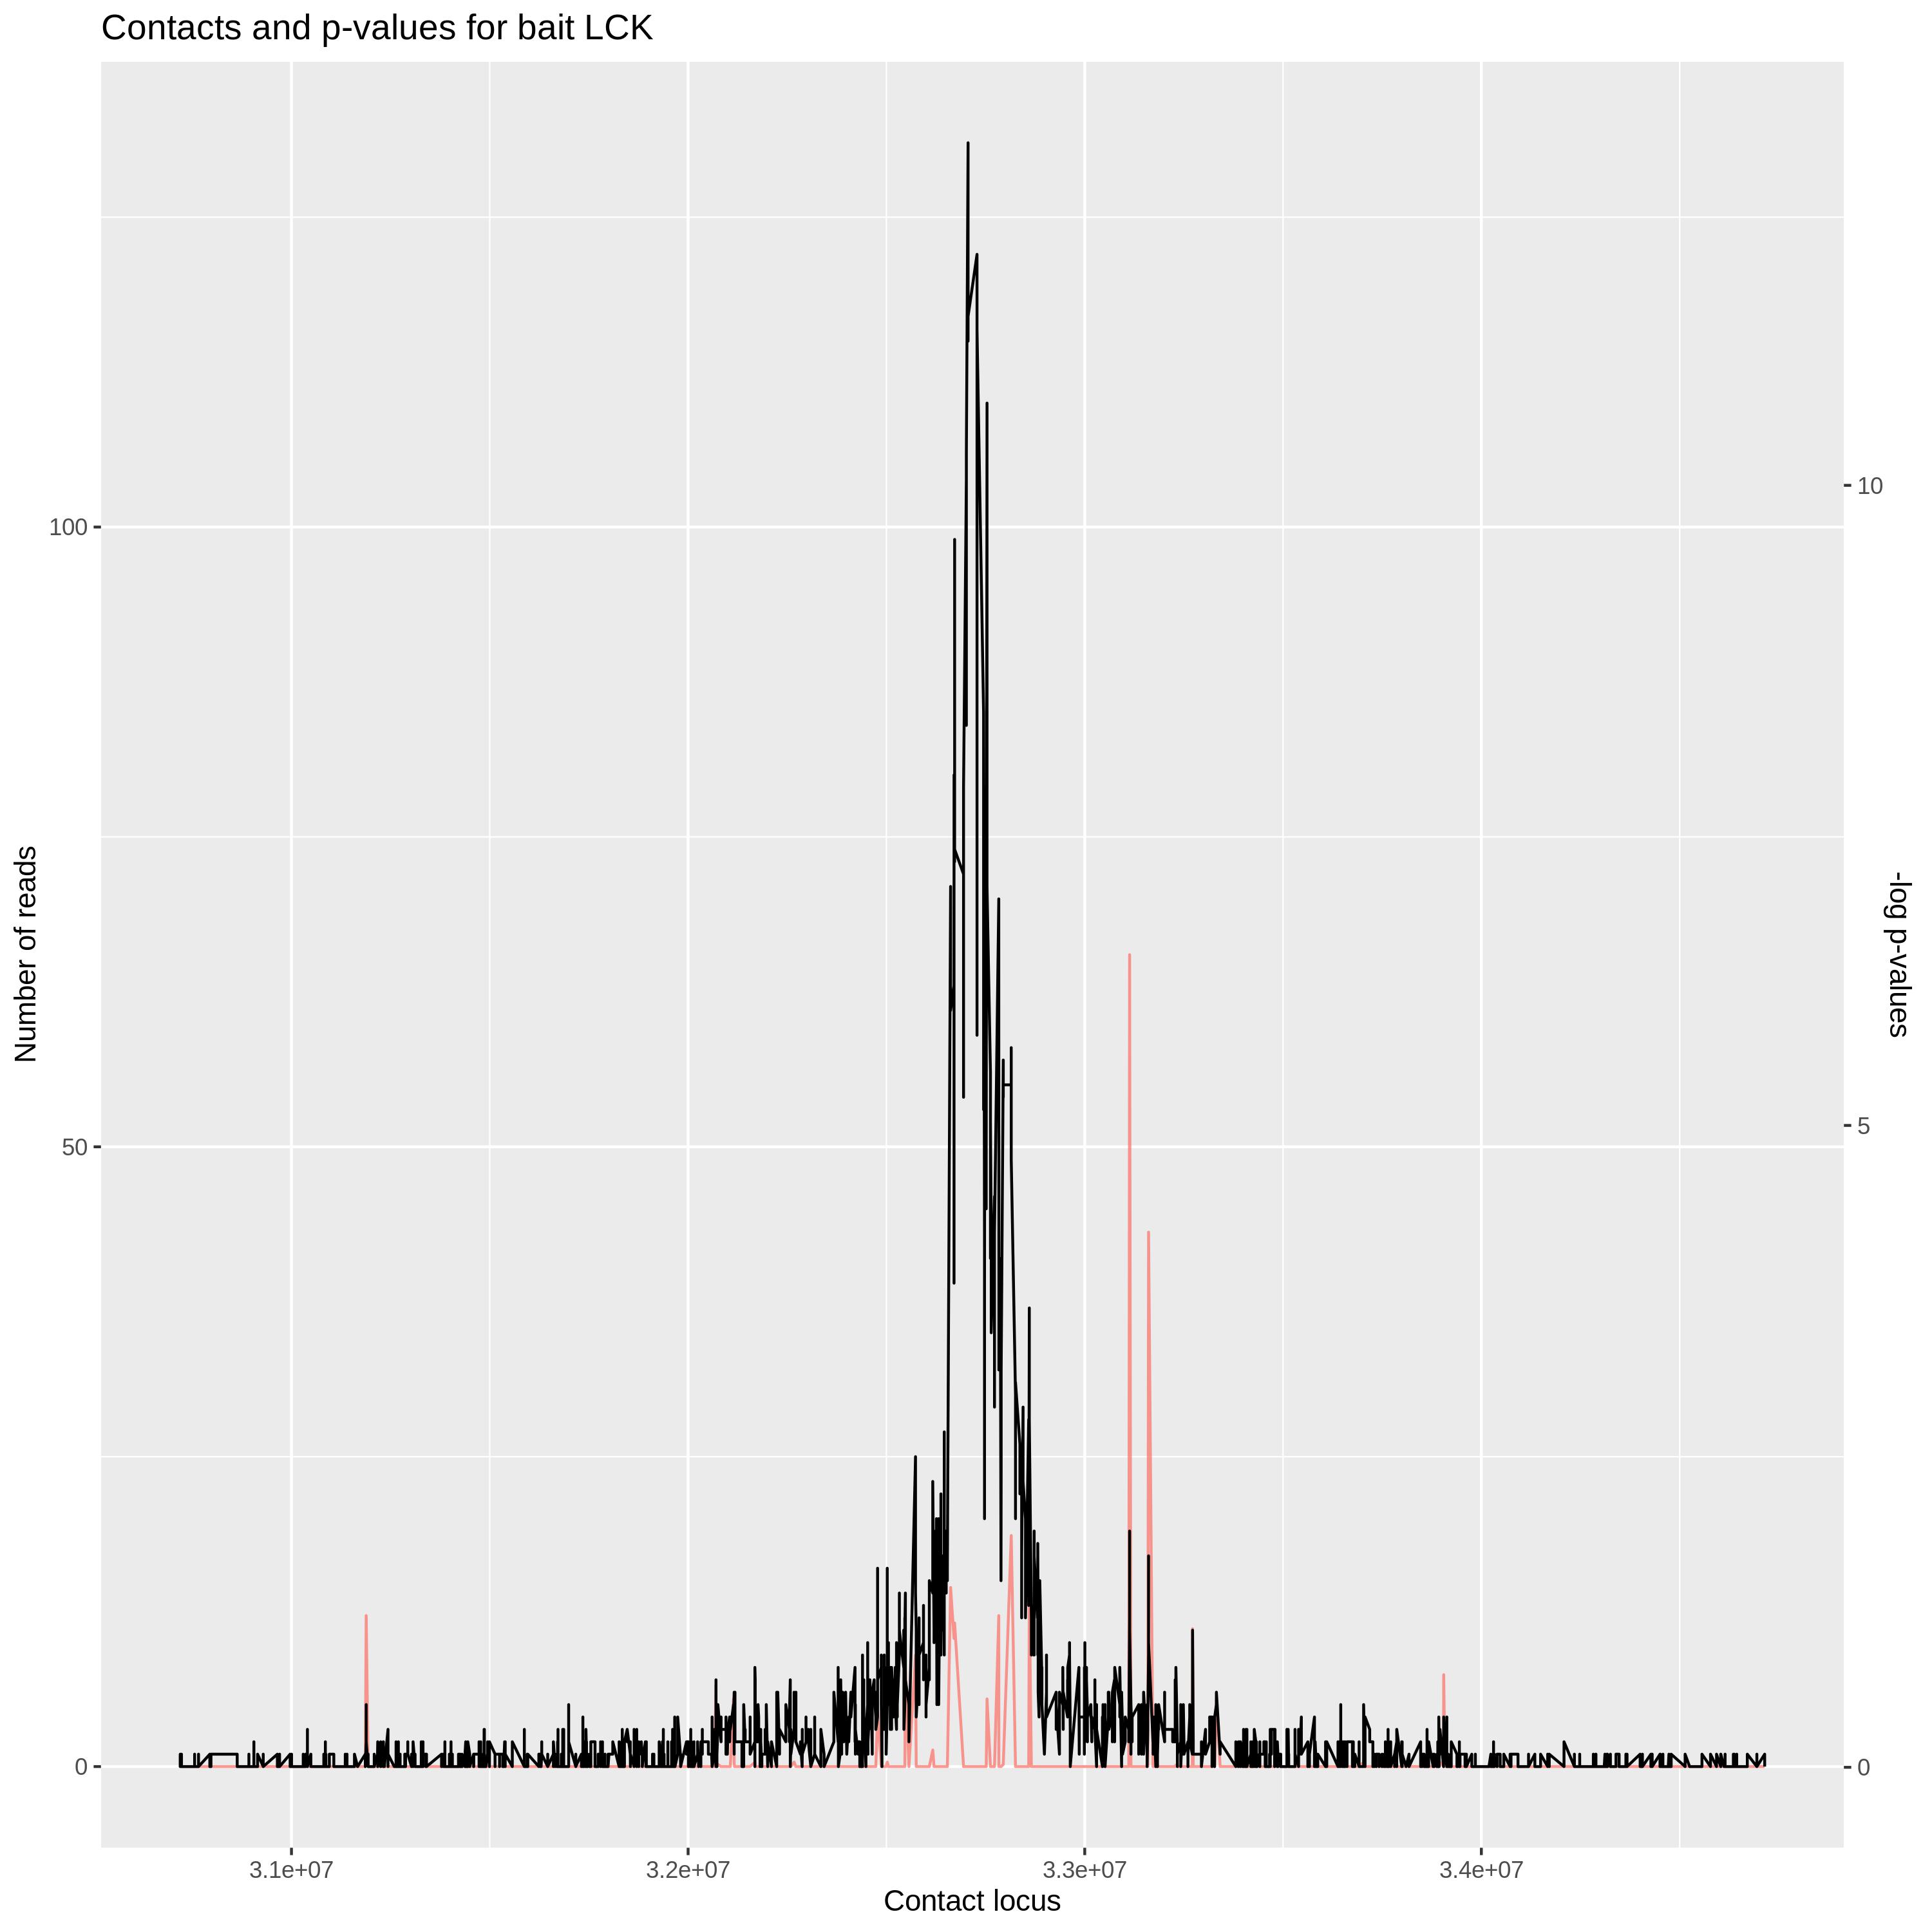 Contacts and p-values for bait LCK
100
50
0
Number of reads
10
5
0
-log p-values
3.1e+07
3.2e+07
3.3e+07
3.4e+07
Contact locus